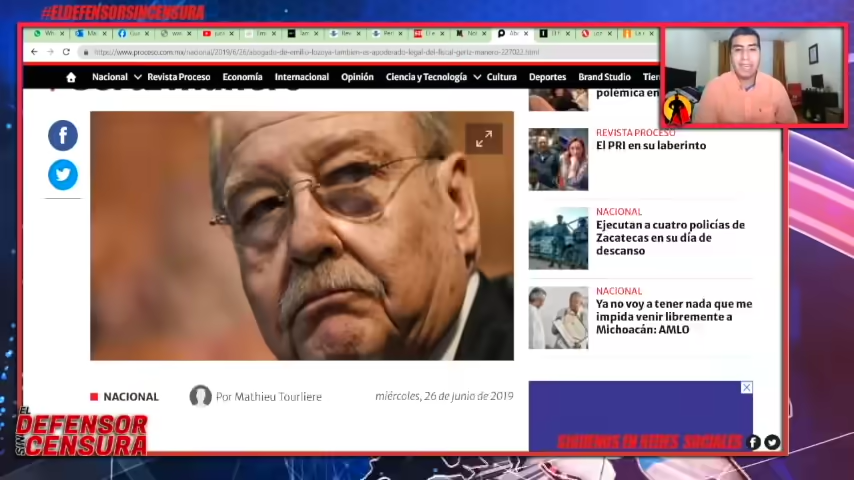 #ELDEFENSORSINCENSURA
https://www.proceso.com.mx/nacional/2019/6/26/abogado-de-emilio-lozoya-tambien-es-apoderado-legal-del-fiscal-gertz-manero-227022.html
Nacional Revista Proceso Economía Internacional Opinión Ciencia y Tecnología Cultura Deportes Brand Studio
polémica en
REVISTA PROCESO
El PRI en su laberinto
NACIONAL
Ejecutan a cuatro policías de
Zacatecas en su día de
descanso
NACIONAL
Ya no voy a tener nada que me
impida venir libremente a
Michoacán: AMLO
NACIONAL
Por Mathieu Tourliere
miércoles, 26 de junio de 2019
EL
DEFENSOR
SIN
CENSURA
SIGUENOS EN REDES SOCIALES